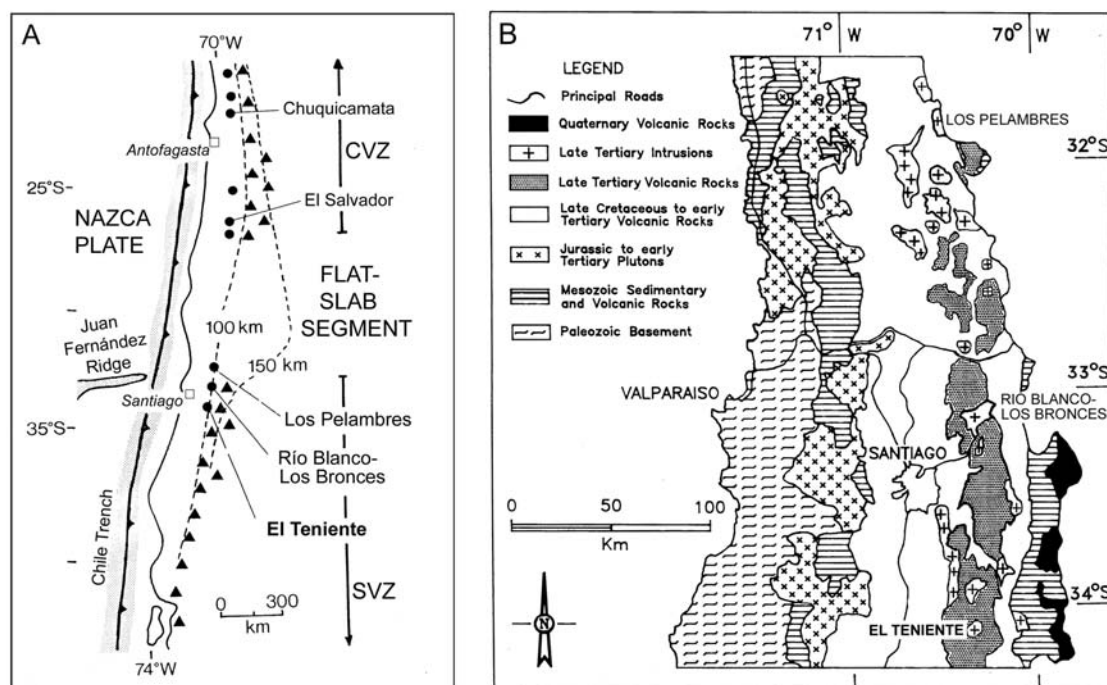 A
70°W
Chuquicamata
Antofagasta
CVZ
25°S
El Salvador
NAZCA
PLATE
FLAT-
SLAB
SEGMENT
100 km
Juan
Fernández
Ridge
150 km
Santiago
Los Pelambres
35°S
Río Blanco-
Los Bronces
El Teniente
Chile Trench
SVZ
0 300
km
74°W
B
71° W
70° W
LEGEND
Principal Roads
Quaternary Volcanic Rocks
Late Tertiary Intrusions
Late Tertiary Volcanic Rocks
Late Cretaceous to early
Tertiary Volcanic Rocks
Jurassic to early
Tertiary Plutons
Mesozoic Sedimentary
and Volcanic Rocks
Paleozoic Basement
LOS PELAMBRES
32°S
33°S
VALPARAISO
RIO BLANCO-
LOS BRONCES
SANTIAGO
0 50 100
Km
34°S
N
EL TENIENTE